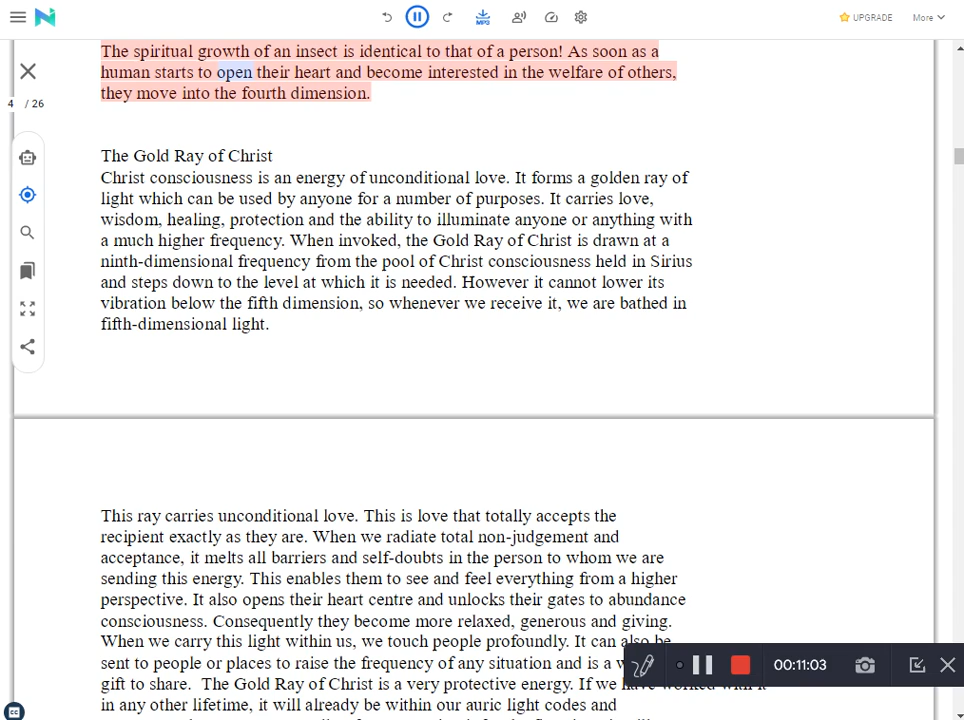 MP3
UPGRADE
More
4 / 26
The spiritual growth of an insect is identical to that of a person! As soon as a
human starts to open their heart and become interested in the welfare of others,
they move into the fourth dimension.
The Gold Ray of Christ
Christ consciousness is an energy of unconditional love. It forms a golden ray of
light which can be used by anyone for a number of purposes. It carries love,
wisdom, healing, protection and the ability to illuminate anyone or anything with
a much higher frequency. When invoked, the Gold Ray of Christ is drawn at a
ninth-dimensional frequency from the pool of Christ consciousness held in Sirius
and steps down to the level at which it is needed. However it cannot lower its
vibration below the fifth dimension, so whenever we receive it, we are bathed in
fifth-dimensional light.
This ray carries unconditional love. This is love that totally accepts the
recipient exactly as they are. When we radiate total non-judgement and
acceptance, it melts all barriers and self-doubts in the person to whom we are
sending this energy. This enables them to see and feel everything from a higher
perspective. It also opens their heart centre and unlocks their gates to abundance
consciousness. Consequently they become more relaxed, generous and giving.
When we carry this light within us, we touch people profoundly. It can also be
sent to people or places to raise the frequency of any situation and is a
gift to share. The Gold Ray of Christ is a very protective energy. If we have worked with it
in any other lifetime, it will already be within our auric light codes and
00:11:03
CC